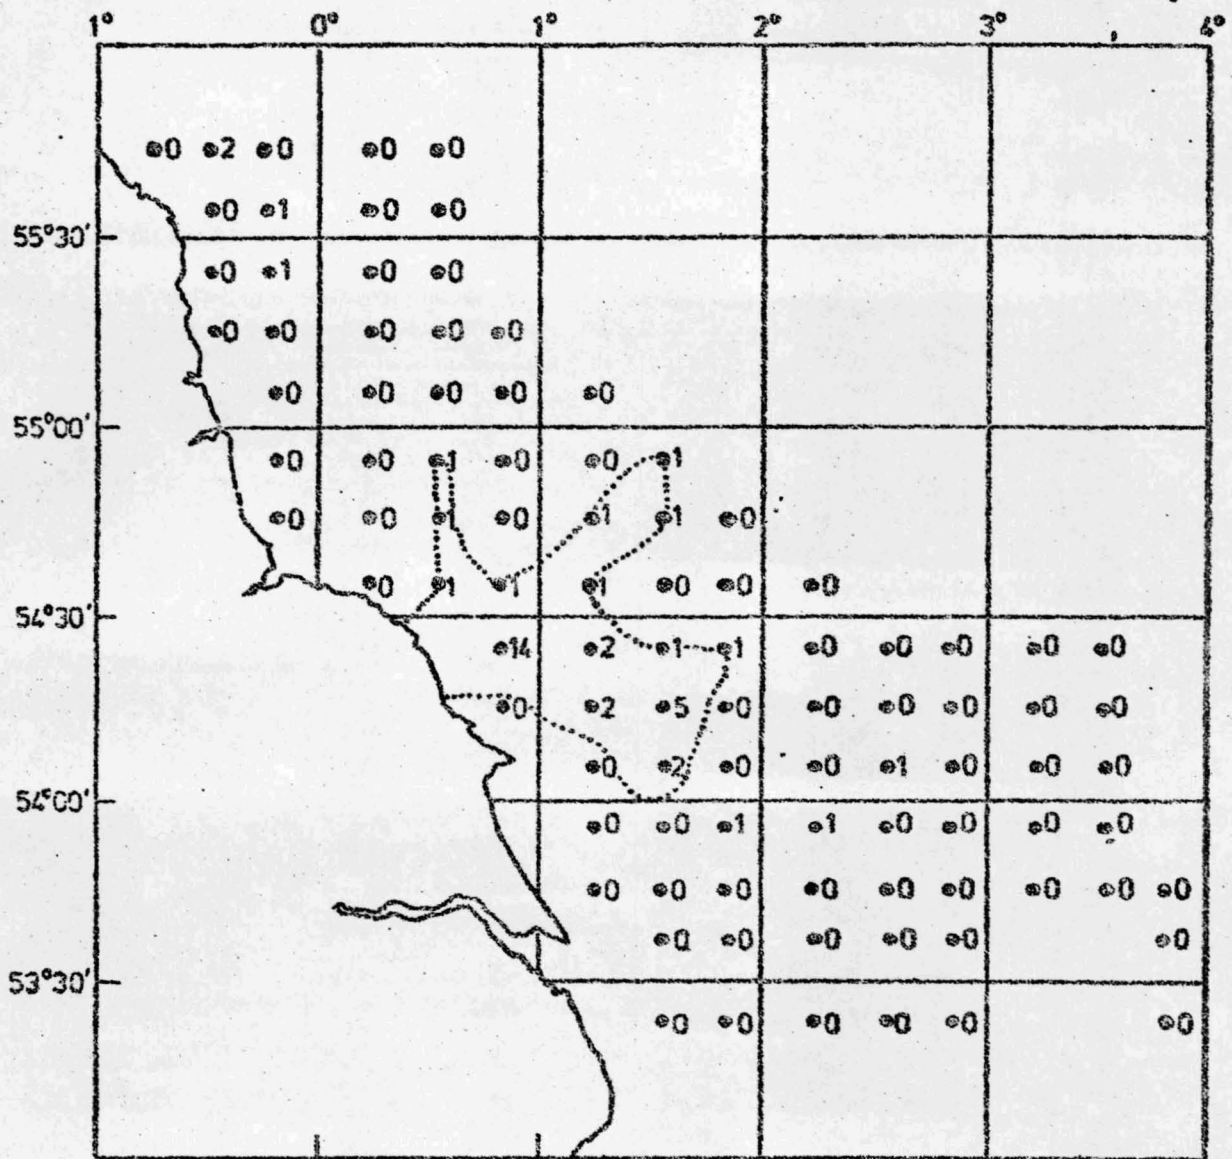 1° 0° 1° 2° 3° 4°
0 2 0 0 0
0 1 0 0
55°30′
0 1 0 0
0 0 0 0 0
0 0 0 0 0
55°00′
0 0 1 0 0 1
0 0 1 0 1 1 0
0 1 1 1 0 0 0
54°30′
14 2 1 1 0 0 0 0 0
0 2 5 0 0 0 0 0 0
0 2 0 0 1 0 0 0
54°00′
0 0 1 1 0 0 0 0
0 0 0 0 0 0 0 0 0
0 0 0 0 0 0
53°30′
0 0 0 0 0 0